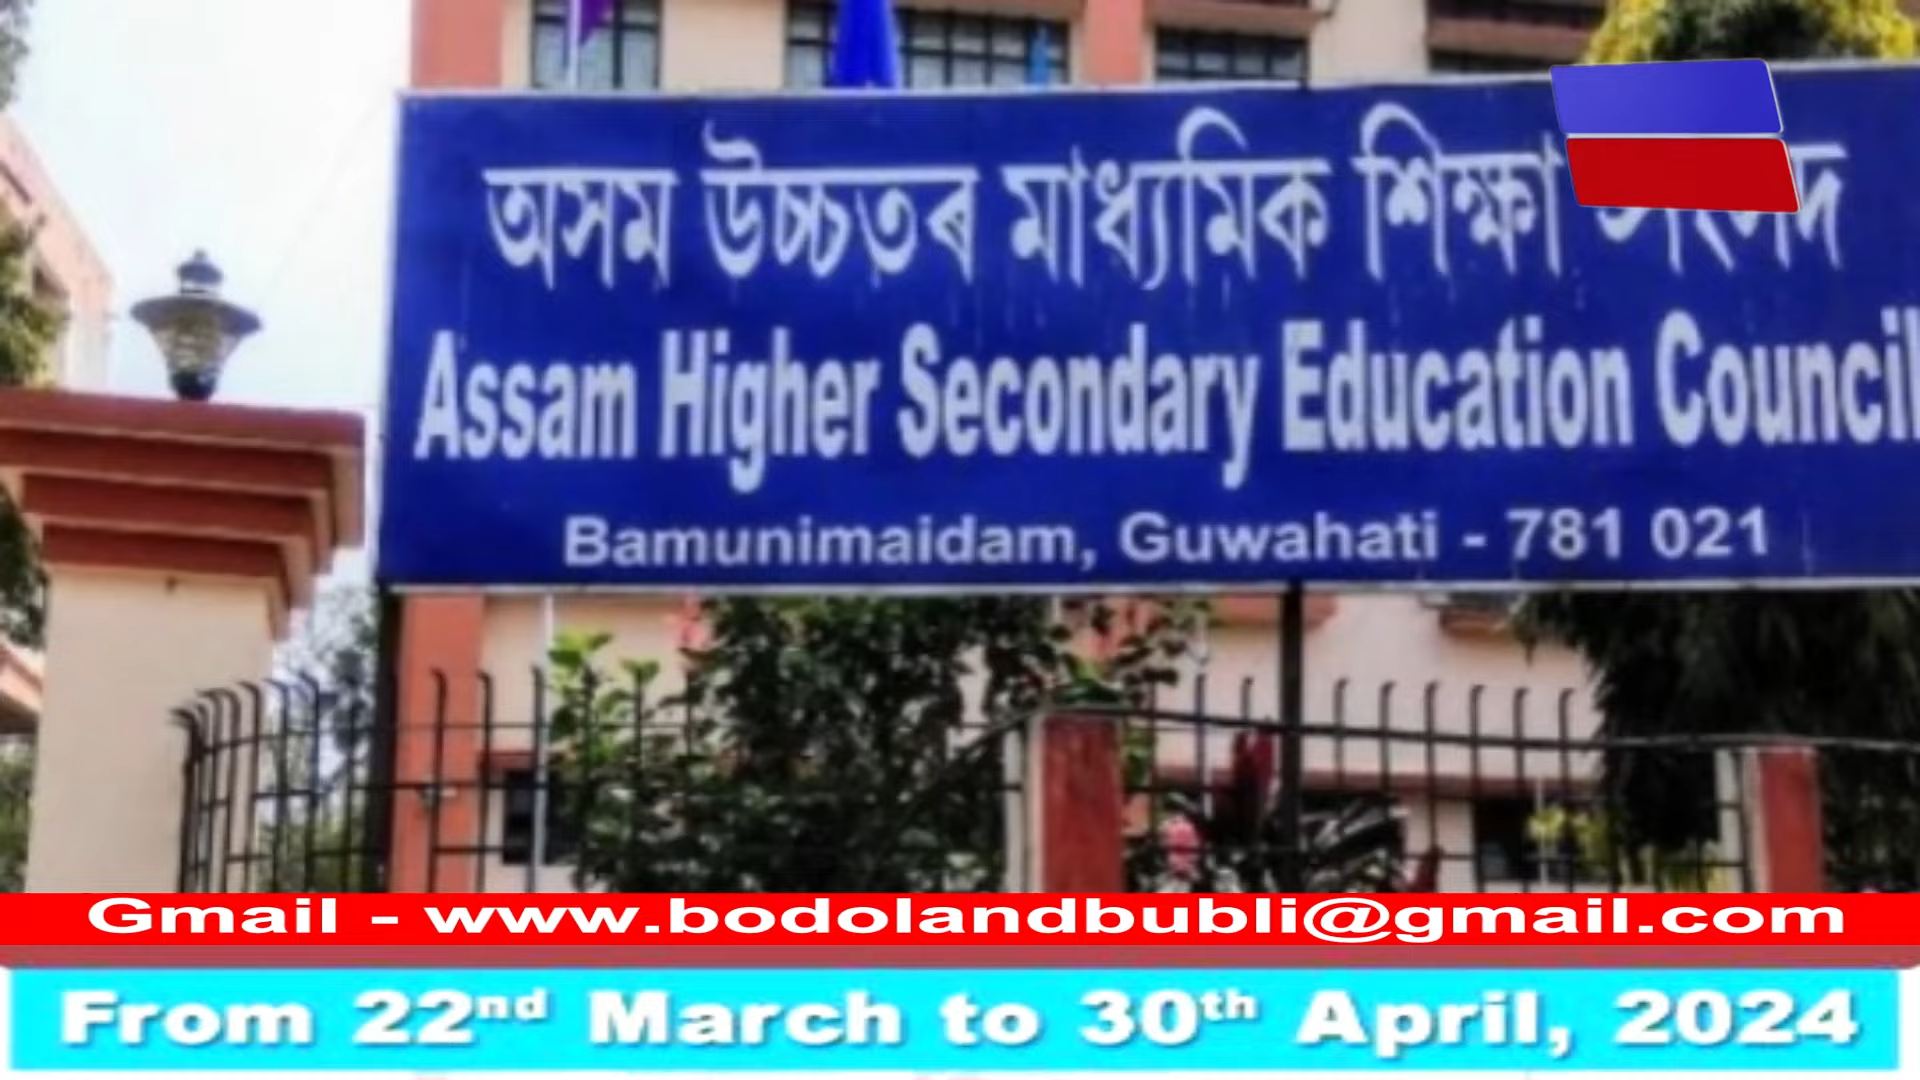 অসম উচ্চতৰ মাধ্যমিক শিক্ষা
Assam Higher Secondary Education Council
Bamunimaidam, Guwahati - 781 021
Gmail - www.bodolandbubli@gmail.com
From 22nd March to 30th April, 2024